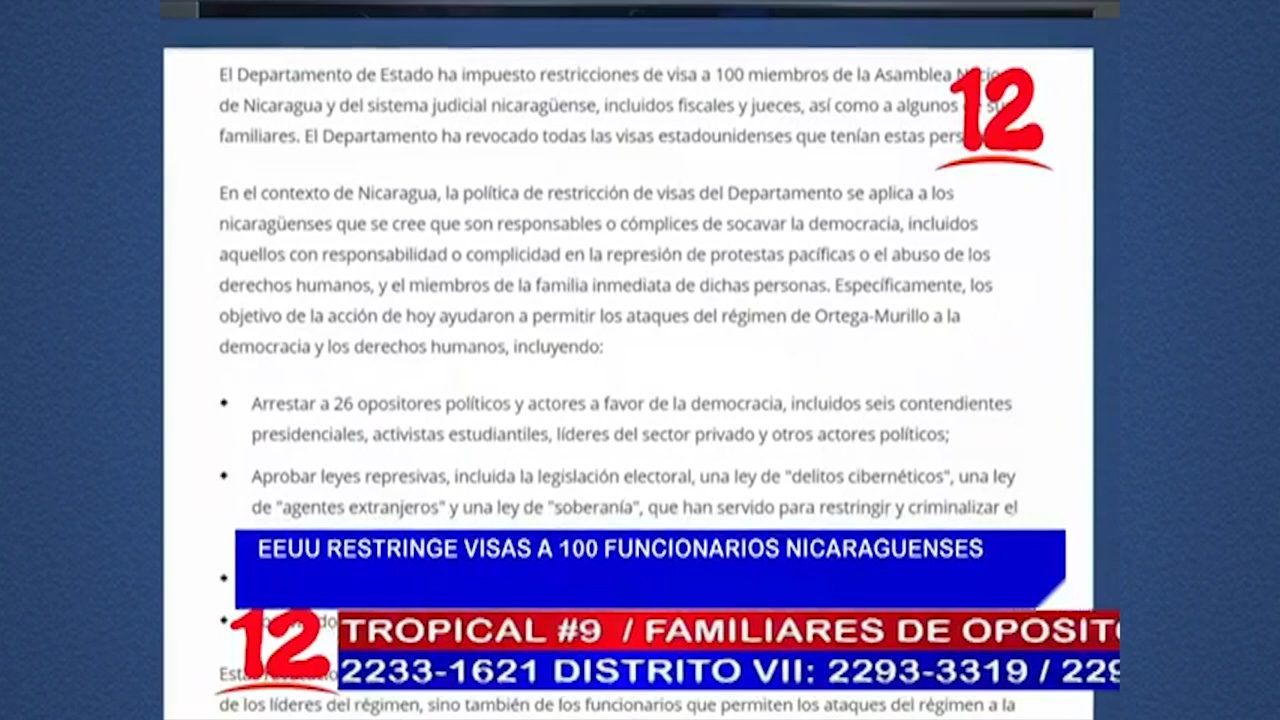 El Departamento de Estado ha impuesto restricciones de visa a 100 miembros de la Asamblea
de Nicaragua y del sistema judicial nicaragüense, incluidos fiscales y jueces, así como a algunos
familiares. El Departamento ha revocado todas las visas estadounidenses que tenían estas
12
En el contexto de Nicaragua, la política de restricción de visas del Departamento se aplica a los
nicaragüenses que se cree que son responsables o cómplices de socavar la democracia, incluidos
aquellos con responsabilidad o complicidad en la represión de protestas pacíficas o el abuso de los
derechos humanos, y el miembros de la familia inmediata de dichas personas. Específicamente, los
objetivo de la acción de hoy ayudaron a permitir los ataques del régimen de Ortega-Murillo a la
democracia y los derechos humanos, incluyendo:
• Arrestar a 26 opositores políticos y actores a favor de la democracia, incluidos seis contendientes
presidenciales, activistas estudiantiles, líderes del sector privado y otros actores políticos;
• Aprobar leyes represivas, incluida la legislación electoral, una ley de "delitos cibernéticos", una ley
de "agentes extranjeros" y una ley de "soberanía", que han servido para restringir y criminalizar el
EEUU RESTRINGE VISAS A 100 FUNCIONARIOS NICARAGUENSES
12
TROPICAL #9 / FAMILIARES DE OPOSIT
2233-1621 DISTRITO VII: 2293-3319 / 229
de los líderes del régimen, sino también de los funcionarios que permiten los ataques del régimen a la